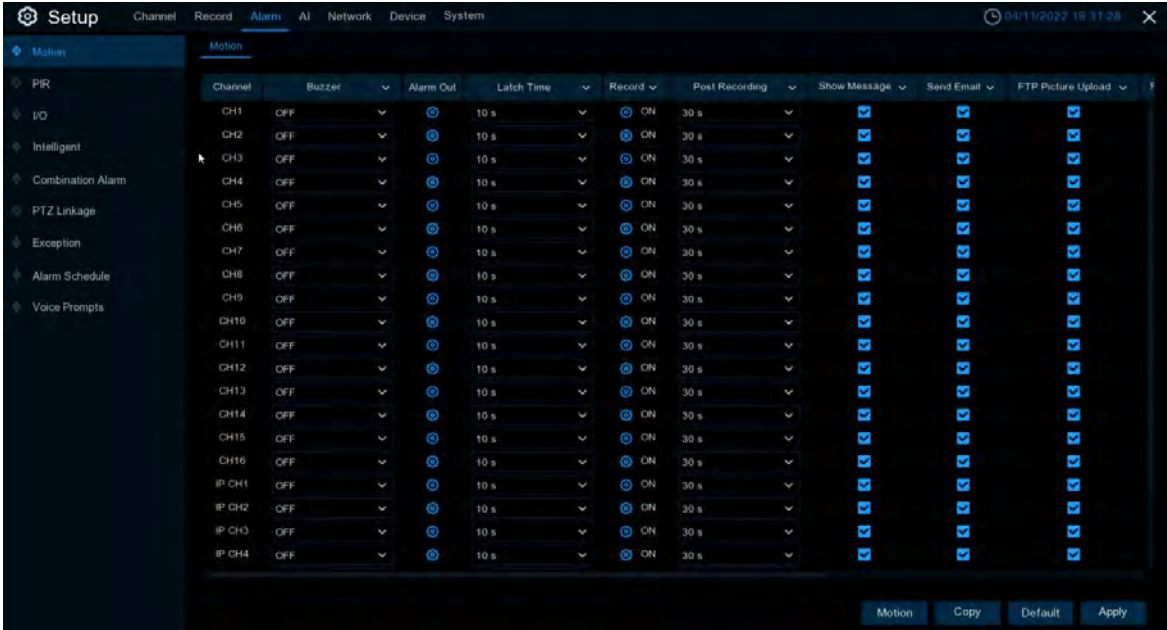 Setup Channel Record Alarm AI Network Device System 04/11/2022 18:31:28
Motion
Motion
PIR
I/O
Intelligent
Combination Alarm
PTZ Linkage
Exception
Alarm Schedule
Voice Prompts
Channel Buzzer Alarm Out Latch Time Record Post Recording Show Message Send Email FTP Picture Upload
CH1 OFF 10 s ON 30 s
CH2 OFF 10 s ON 30 s
CH3 OFF 10 s ON 30 s
CH4 OFF 10 s ON 30 s
CH5 OFF 10 s ON 30 s
CH6 OFF 10 s ON 30 s
CH7 OFF 10 s ON 30 s
CH8 OFF 10 s ON 30 s
CH9 OFF 10 s ON 30 s
CH10 OFF 10 s ON 30 s
CH11 OFF 10 s ON 30 s
CH12 OFF 10 s ON 30 s
CH13 OFF 10 s ON 30 s
CH14 OFF 10 s ON 30 s
CH15 OFF 10 s ON 30 s
CH16 OFF 10 s ON 30 s
IP CH1 OFF 10 s ON 30 s
IP CH2 OFF 10 s ON 30 s
IP CH3 OFF 10 s ON 30 s
IP CH4 OFF 10 s ON 30 s
Motion Copy Default Apply